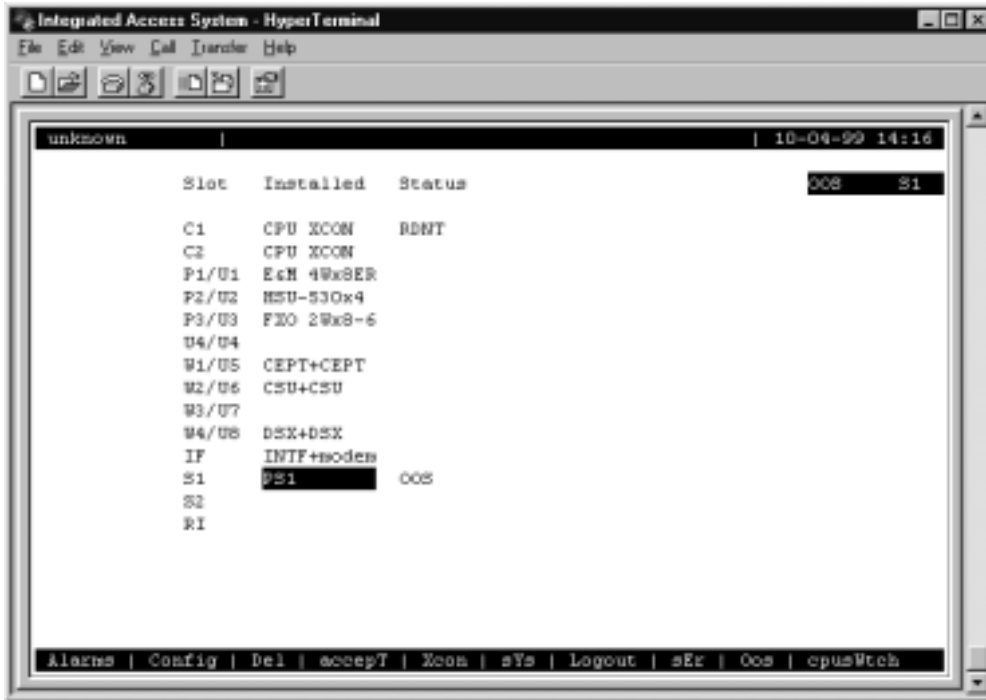 Integrated Access System - HyperTerminal
File Edit View Call Transfer Help
unknown | | 10-04-99 14:16
Slot Installed Status OOS S1
C1 CPU XCON RDNT
C2 CPU XCON
P1/U1 E&M 4Wx8ER
P2/U2 HSU-530x4
P3/U3 FXO 2Wx8-6
U4/U4
W1/U5 CEPT+CEPT
W2/U6 CSU+CSU
W3/U7
W4/U8 DSX+DSX
IF INTF+modem
S1 PS1 OOS
S2
RI
Alarms | Config | Del | accepT | Xcon | sYs | Logout | sEr | Oos | cpusWtch